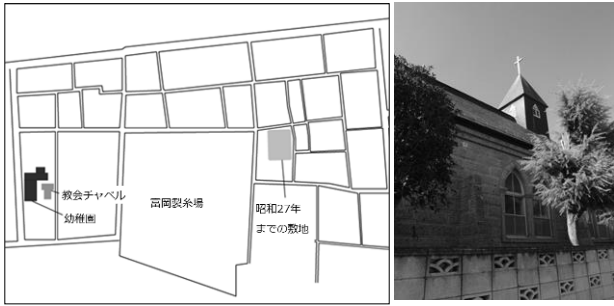 教会チャペル
幼稚園
富岡製糸場
昭和27年
までの敷地